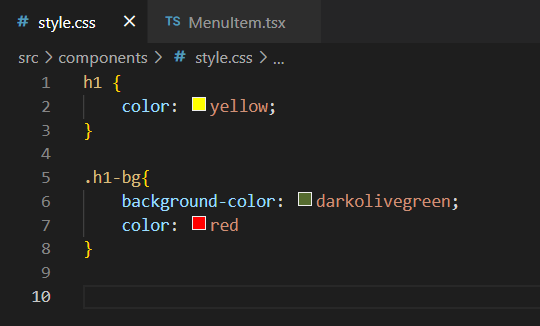 # style.css × TS MenuItem.tsx
src > components > # style.css > ...
1 h1 {
2 color: yellow;
3 }
4
5 .h1-bg{
6 background-color: darkolivegreen;
7 color: red
8 }
9
10